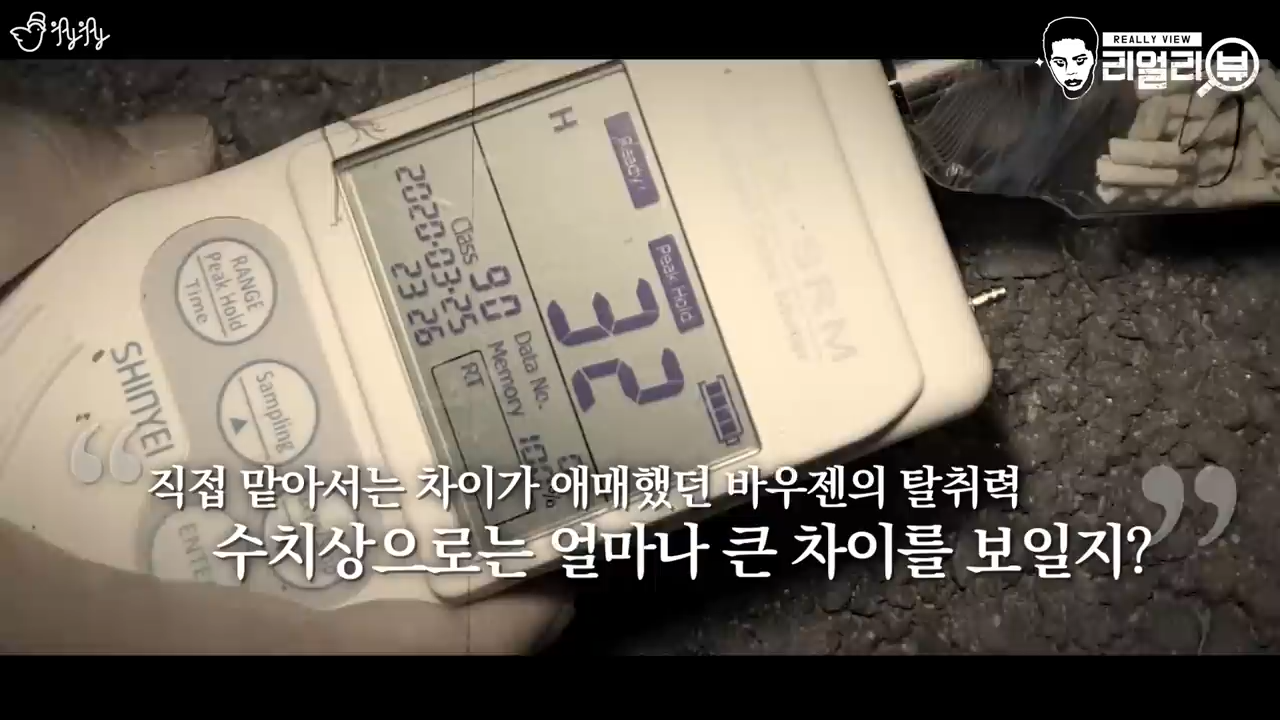 REALLY VIEW
리얼리뷰
H
Ready
Peak Hold
32
Class 90
Data No.
Memory 100%
2020-03-25
23 26
RT
RANGE
Peak Hold
Time
Sampling
▲
SHINYEI
ENTE
“직접 맡아서는 차이가 애매했던 바우젠의 탈취력
수치상으로는 얼마나 큰 차이를 보일지?”